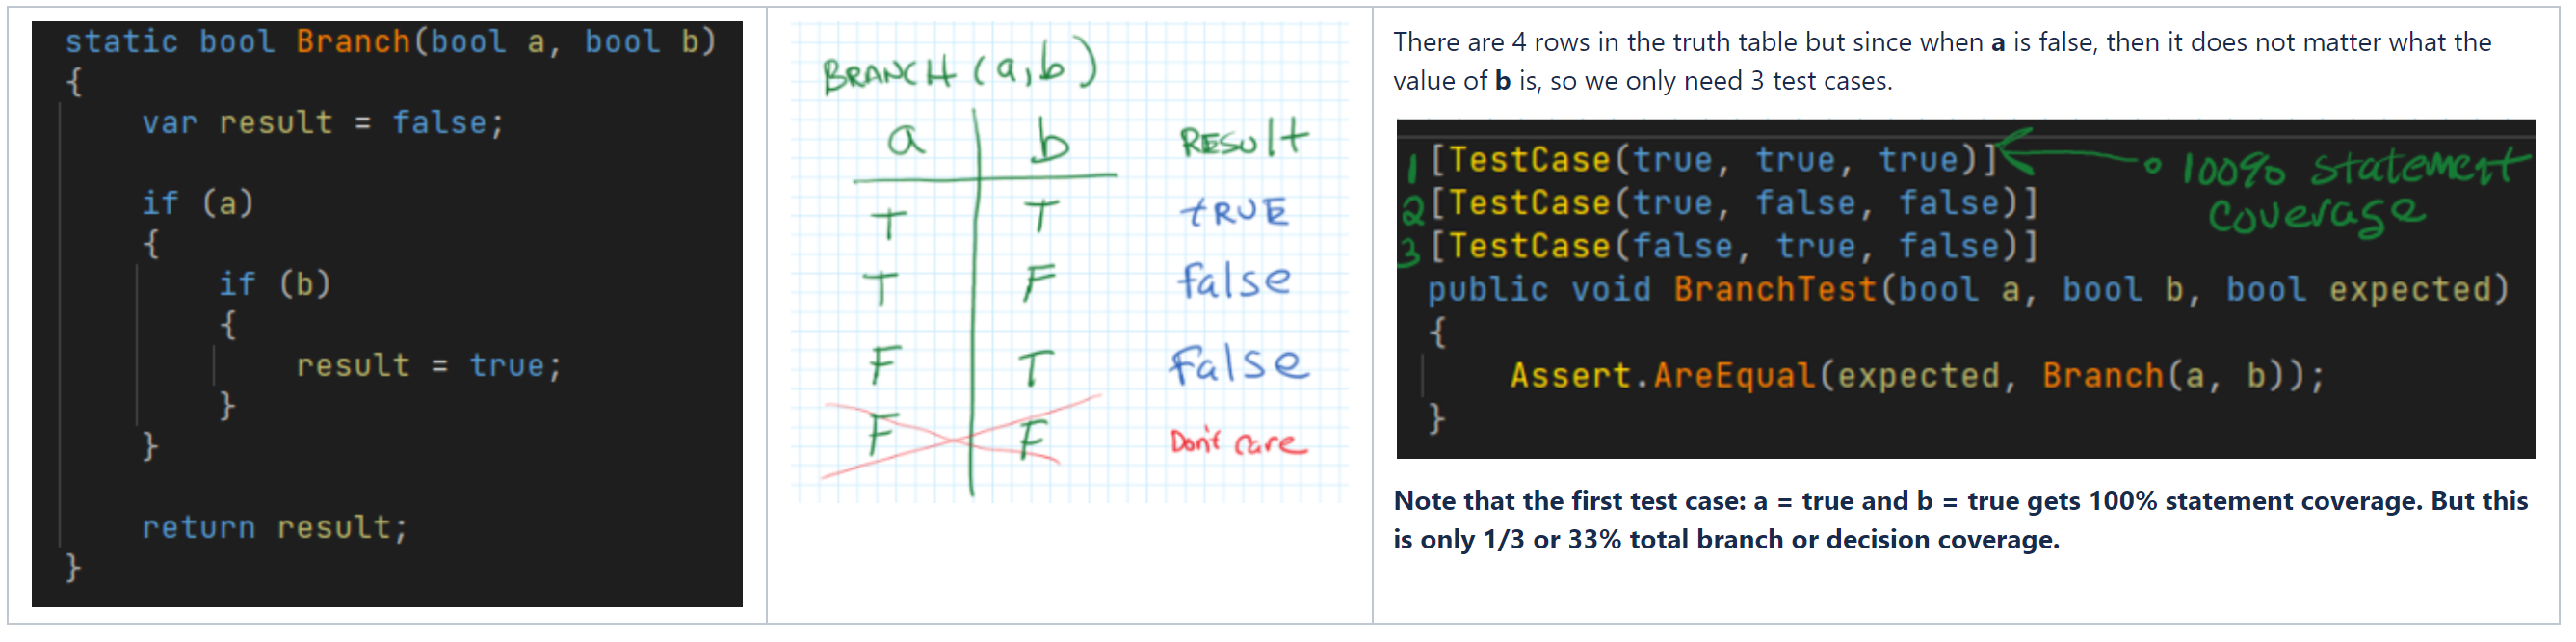 static bool Branch(bool a, bool b)
{
var result = false;
if (a)
{
if (b)
{
result = true;
}
}
return result;
}
BRANCH (a,b)
a b RESULT
T T tRUE
T F false
F T False
F F Don't care
There are 4 rows in the truth table but since when a is false, then it does not matter what the
value of b is, so we only need 3 test cases.
1 [TestCase(true, true, true)] 100% statement
2 [TestCase(true, false, false)] coverage
3 [TestCase(false, true, false)]
public void BranchTest(bool a, bool b, bool expected)
{
Assert.AreEqual(expected, Branch(a, b));
}
Note that the first test case: a = true and b = true gets 100% statement coverage. But this
is only 1/3 or 33% total branch or decision coverage.